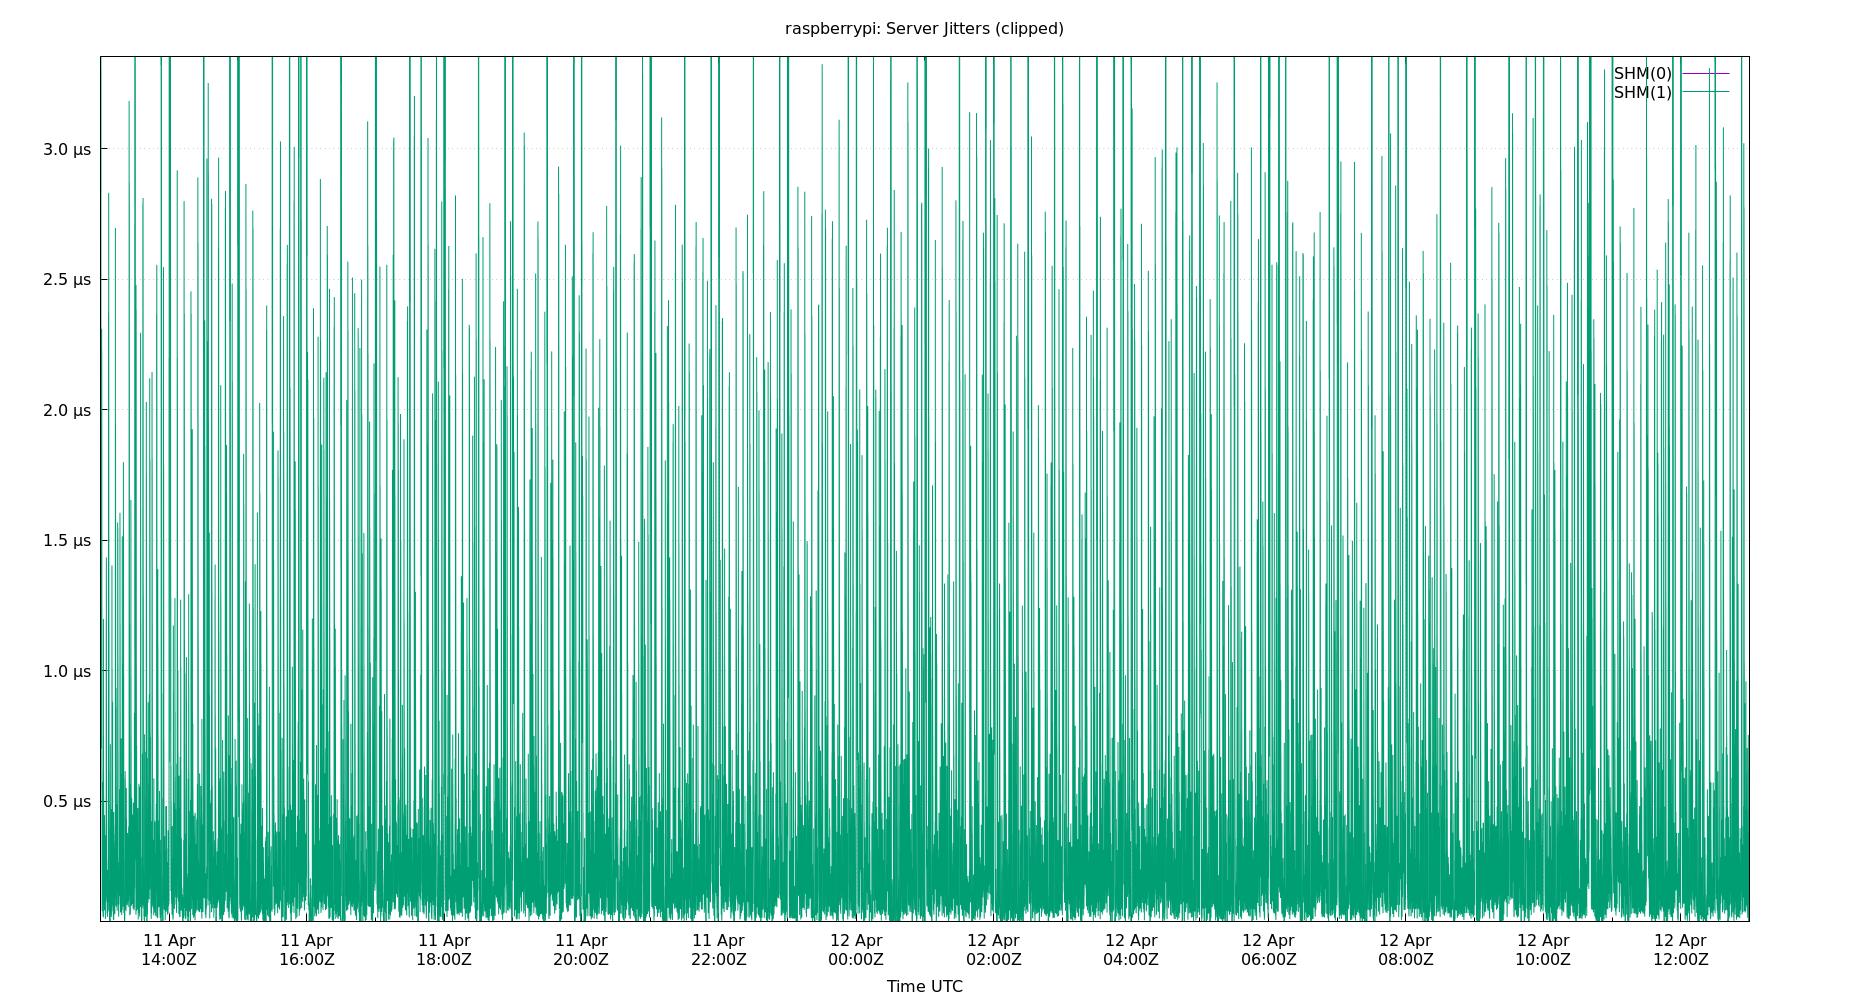 raspberrypi: Server Jitters (clipped)
SHM(0)
SHM(1)
3.0 µs
2.5 µs
2.0 µs
1.5 µs
1.0 µs
0.5 µs
11 Apr 11 Apr 11 Apr 11 Apr 11 Apr 12 Apr 12 Apr 12 Apr 12 Apr 12 Apr 12 Apr 12 Apr
14:00Z 16:00Z 18:00Z 20:00Z 22:00Z 00:00Z 02:00Z 04:00Z 06:00Z 08:00Z 10:00Z 12:00Z
Time UTC